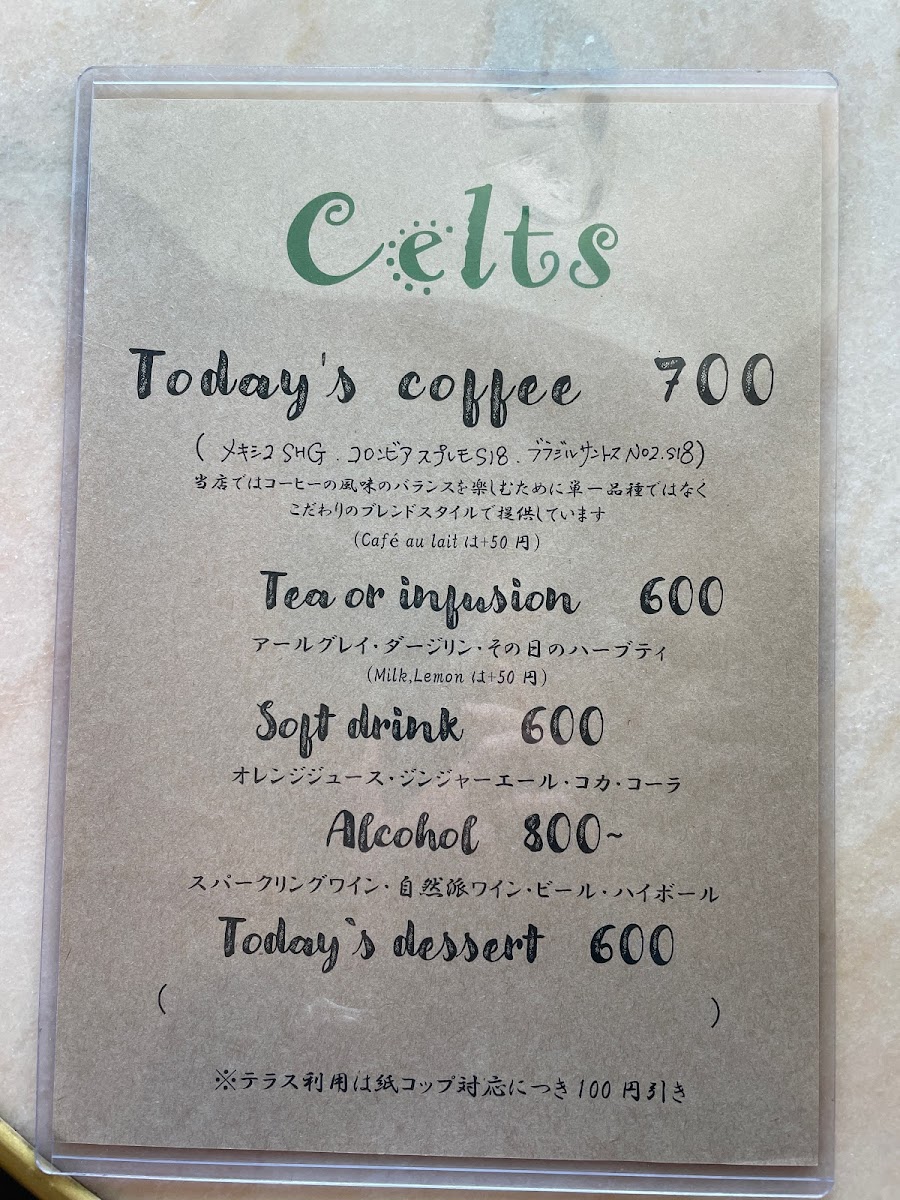 Celts
Today's coffee 700
( メキシコ SHG . コロンビアスプレモ S18 . ブラジルサントス No2.S18)
当店ではコーヒーの風味のバランスを楽しむために単一品種ではなく
こだわりのブレンドスタイルで提供しています
(Café au lait は+50 円)
Tea or infusion 600
アールグレイ・ダージリン・その日のハーブティ
(Milk,Lemon は+50 円)
Soft drink 600
オレンジジュース・ジンジャーエール・コカ・コーラ
Alcohol 800~
スパークリングワイン・自然派ワイン・ビール・ハイボール
Today`s dessert 600
( )
※テラス利用は紙コップ対応につき 100 円引き